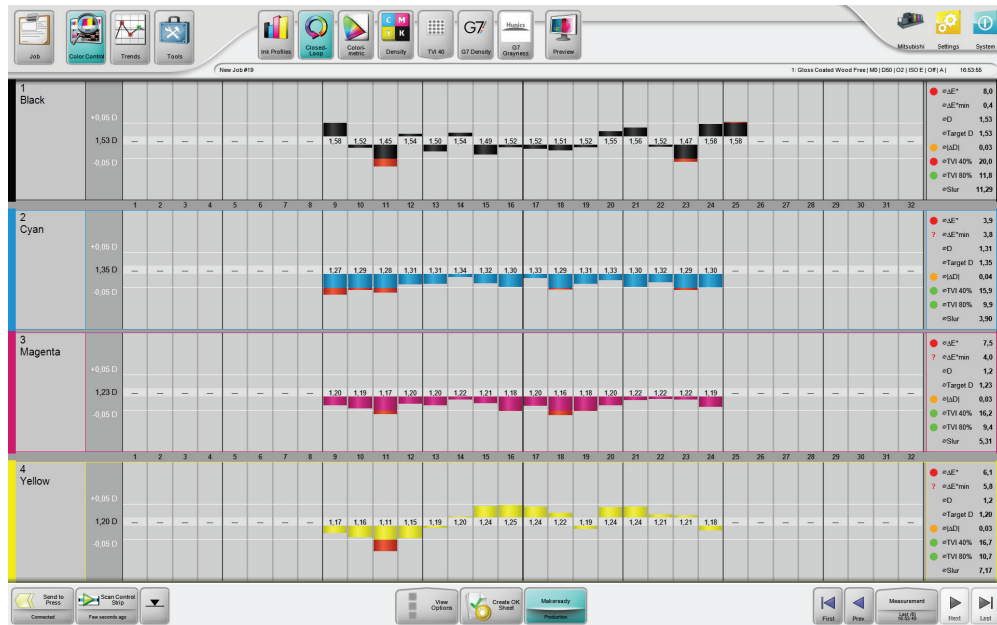 Job
Color Control
Trends
Tools
Ink Profiles
Closed-Loop
Colori-metric
C M Y K
Density
TVI 40
G7
G7 Density
Hunics
G7 Grayness
Preview
Mitsubishi
Settings
System
New Job #19
1: Gloss Coated Wood Free | M0 | D50 | O2 | ISO E | Off | A | 16:53:55
1
Black
+0,05 D
1,53 D
-0,05 D
1,58 1,52 1,45 1,54 1,50 1,54 1,49 1,52 1,52 1,51 1,52 1,55 1,56 1,52 1,47 1,58 1,58
⌀ΔE* 8,0
⌀ΔE*min 0,4
⌀D 1,53
⌀Target D 1,53
⌀|ΔD| 0,03
⌀TVI 40% 20,0
⌀TVI 80% 11,8
⌀Slur 11,29
1 2 3 4 5 6 7 8 9 10 11 12 13 14 15 16 17 18 19 20 21 22 23 24 25 26 27 28 29 30 31 32
2
Cyan
+0,05 D
1,35 D
-0,05 D
1,27 1,29 1,28 1,31 1,31 1,34 1,32 1,30 1,33 1,29 1,31 1,33 1,30 1,32 1,29 1,30
? ⌀ΔE* 3,9
⌀ΔE*min 3,8
⌀D 1,31
⌀Target D 1,35
⌀|ΔD| 0,04
⌀TVI 40% 15,9
⌀TVI 80% 9,9
⌀Slur 3,90
3
Magenta
+0,05 D
1,23 D
-0,05 D
1,20 1,19 1,17 1,20 1,20 1,22 1,21 1,18 1,20 1,16 1,18 1,20 1,22 1,22 1,22 1,19
⌀ΔE* 7,5
? ⌀ΔE*min 4,0
⌀D 1,2
⌀Target D 1,23
⌀|ΔD| 0,03
⌀TVI 40% 16,2
⌀TVI 80% 9,4
⌀Slur 5,31
1 2 3 4 5 6 7 8 9 10 11 12 13 14 15 16 17 18 19 20 21 22 23 24 25 26 27 28 29 30 31 32
4
Yellow
+0,05 D
1,20 D
-0,05 D
1,17 1,16 1,11 1,15 1,19 1,20 1,24 1,25 1,24 1,22 1,19 1,24 1,24 1,21 1,21 1,18
⌀ΔE* 6,1
? ⌀ΔE*min 5,8
⌀D 1,2
⌀Target D 1,20
⌀|ΔD| 0,03
⌀TVI 40% 16,7
⌀TVI 80% 10,7
⌀Slur 7,17
Send to Press
Connected
Scan Control Strip
Few seconds ago
View Options
Create OK Sheet
Makeready
Production
First
Prev.
Measurement
Last (6)
16:53:49
Next
Last